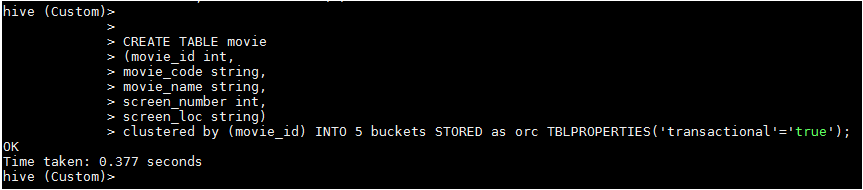 hive (Custom)>
             >
             > CREATE TABLE movie
             > (movie_id int,
             > movie_code string,
             > movie_name string,
             > screen_number int,
             > screen_loc string)
             > clustered by (movie_id) INTO 5 buckets STORED as orc TBLPROPERTIES('transactional'='true');
OK
Time taken: 0.377 seconds
hive (Custom)>